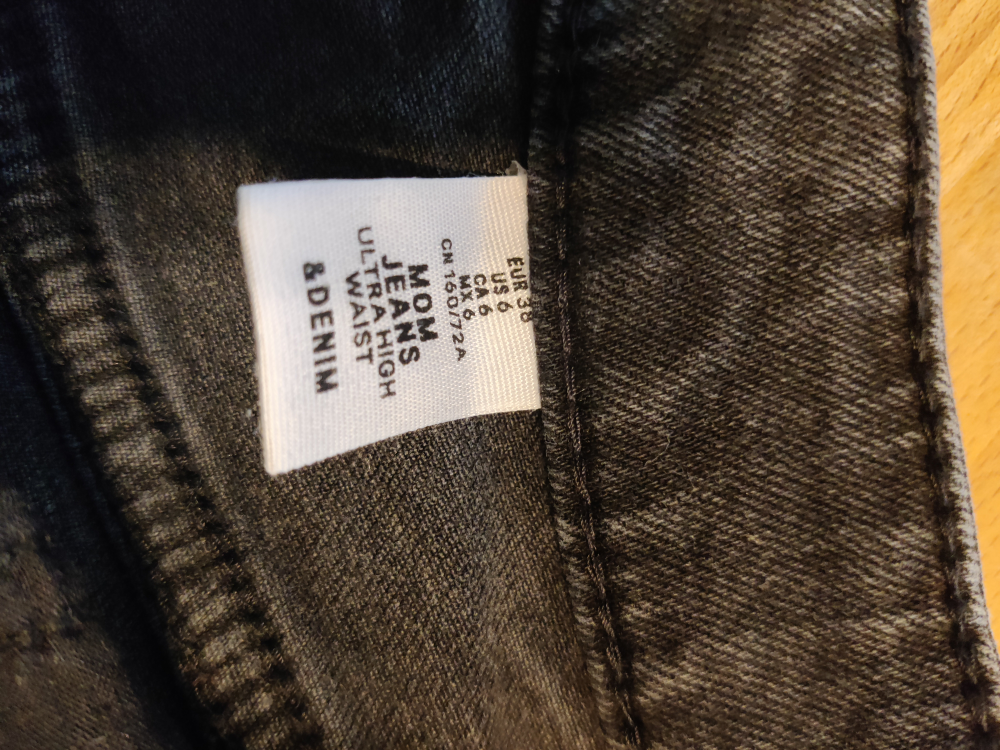 EUR 38
US 6
CA 6
MX 6
CN 160/72A
MOM
JEANS
ULTRA HIGH
WAIST
&DENIM